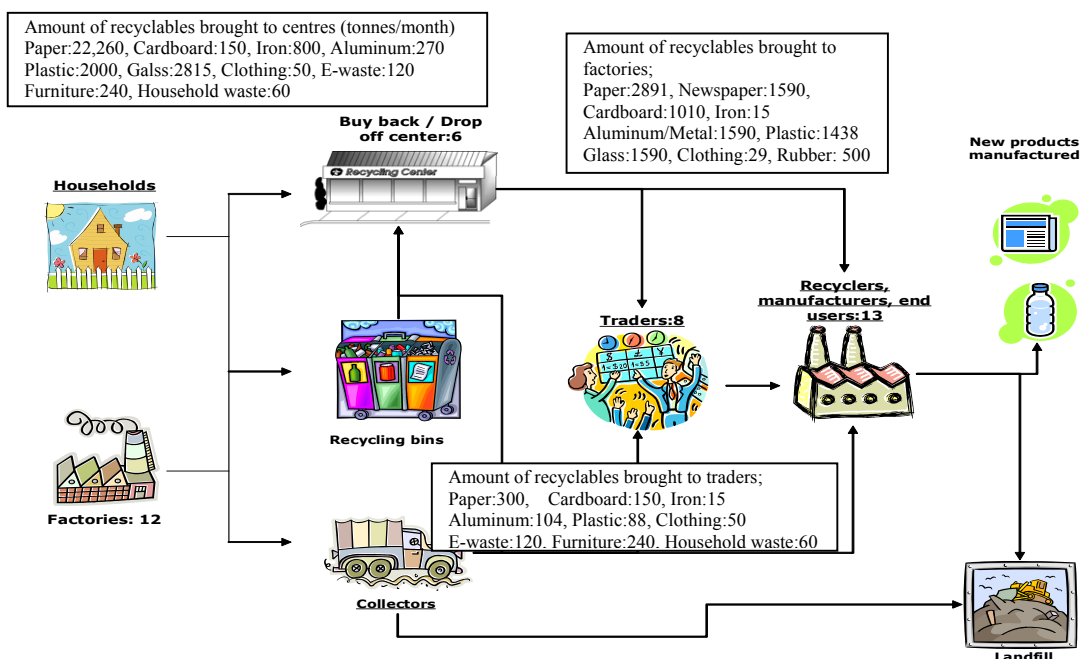 Amount of recyclables brought to centres (tonnes/month)
Paper:22,260, Cardboard:150, Iron:800, Aluminum:270
Plastic:2000, Galss:2815, Clothing:50, E-waste:120
Furniture:240, Household waste:60
Amount of recyclables brought to
factories;
Paper:2891, Newspaper:1590,
Cardboard:1010, Iron:15
Aluminum/Metal:1590, Plastic:1438
Glass:1590, Clothing:29, Rubber: 500
Buy back / Drop
off center:6
Recycling Center
New products
manufactured
Households
Recyclers,
manufacturers, end
users:13
Traders:8
Recycling bins
Factories: 12
Amount of recyclables brought to traders;
Paper:300, Cardboard:150, Iron:15
Aluminum:104, Plastic:88, Clothing:50
E-waste:120, Furniture:240, Household waste:60
Collectors
Landfill